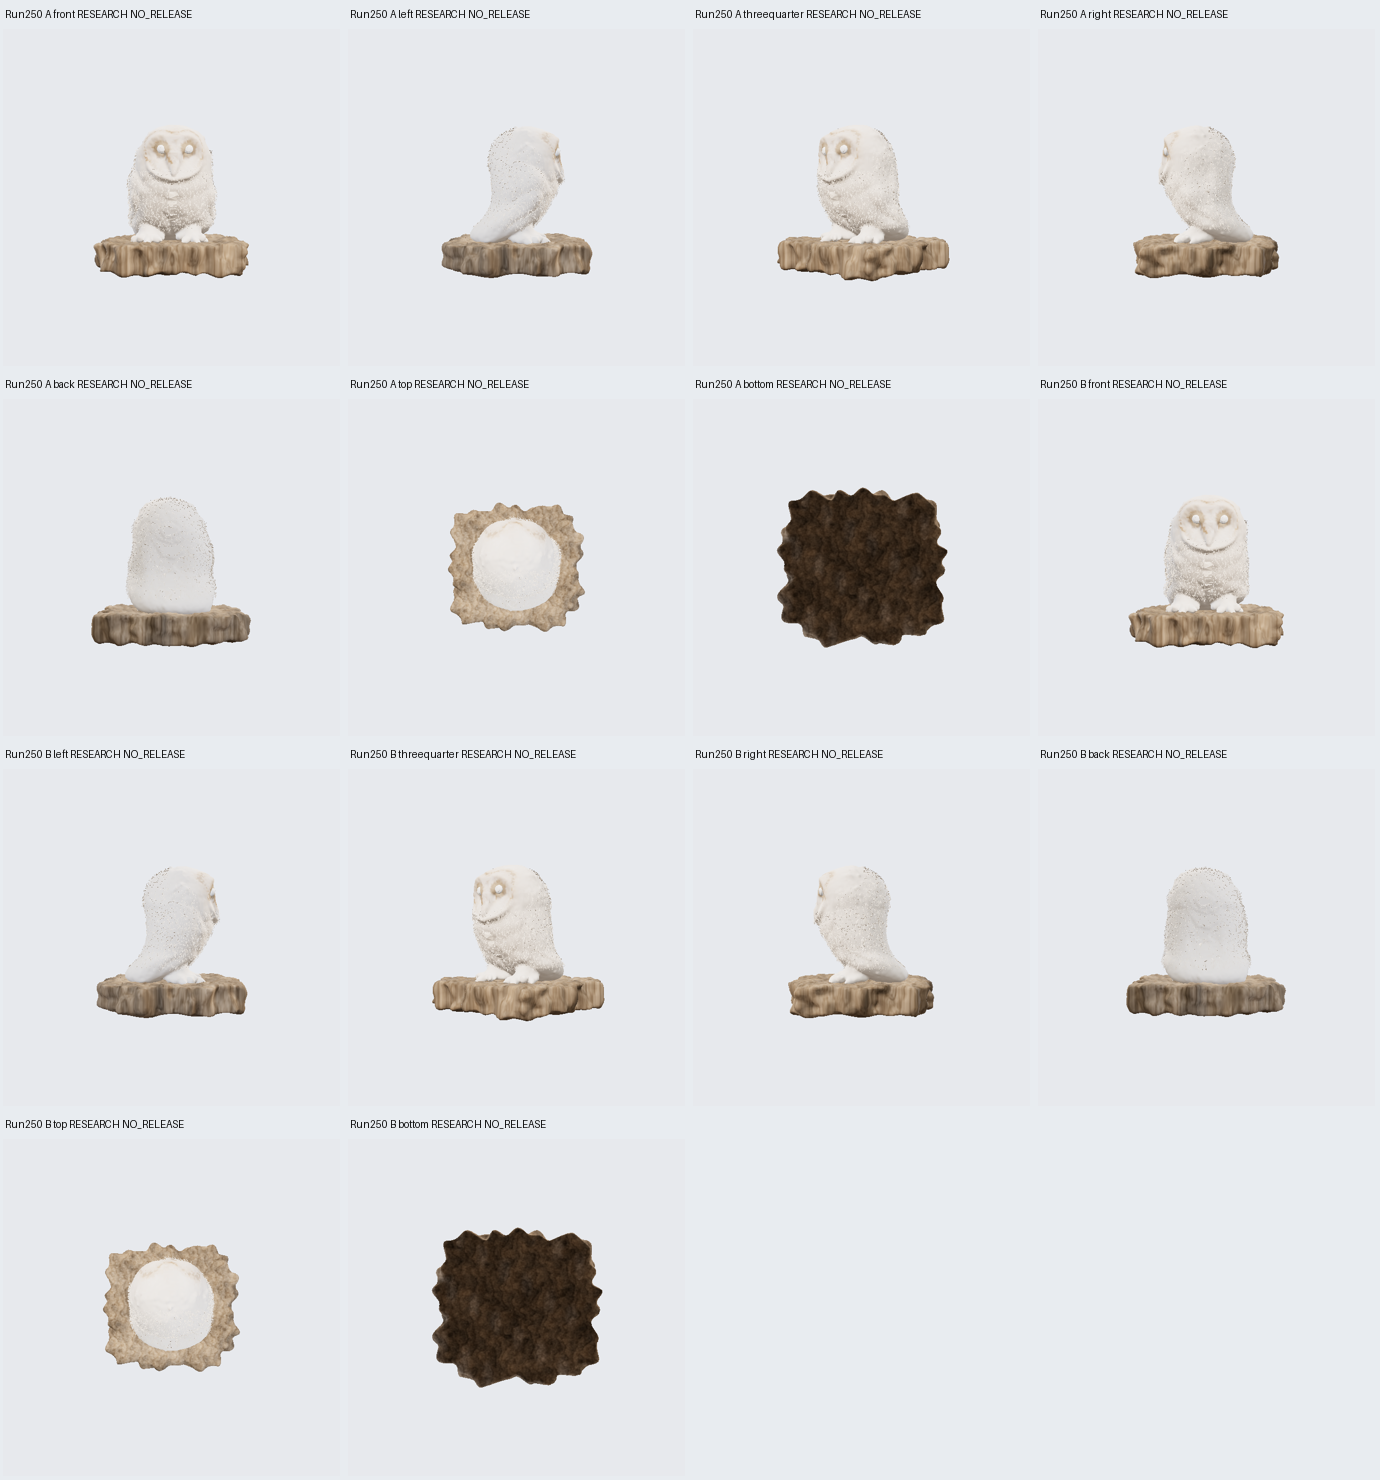 Run250 A front RESEARCH NO_RELEASE
Run250 A left RESEARCH NO_RELEASE
Run250 A threequarter RESEARCH NO_RELEASE
Run250 A right RESEARCH NO_RELEASE
Run250 A back RESEARCH NO_RELEASE
Run250 A top RESEARCH NO_RELEASE
Run250 A bottom RESEARCH NO_RELEASE
Run250 B front RESEARCH NO_RELEASE
Run250 B left RESEARCH NO_RELEASE
Run250 B threequarter RESEARCH NO_RELEASE
Run250 B right RESEARCH NO_RELEASE
Run250 B back RESEARCH NO_RELEASE
Run250 B top RESEARCH NO_RELEASE
Run250 B bottom RESEARCH NO_RELEASE